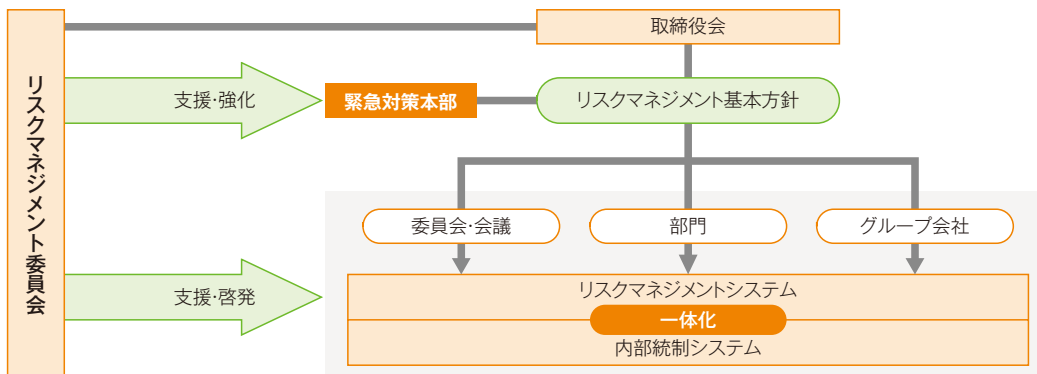 リスクマネジメント委員会
取締役会
支援・強化
緊急対策本部
リスクマネジメント基本方針
委員会・会議
部門
グループ会社
支援・啓発
リスクマネジメントシステム
一体化
内部統制システム